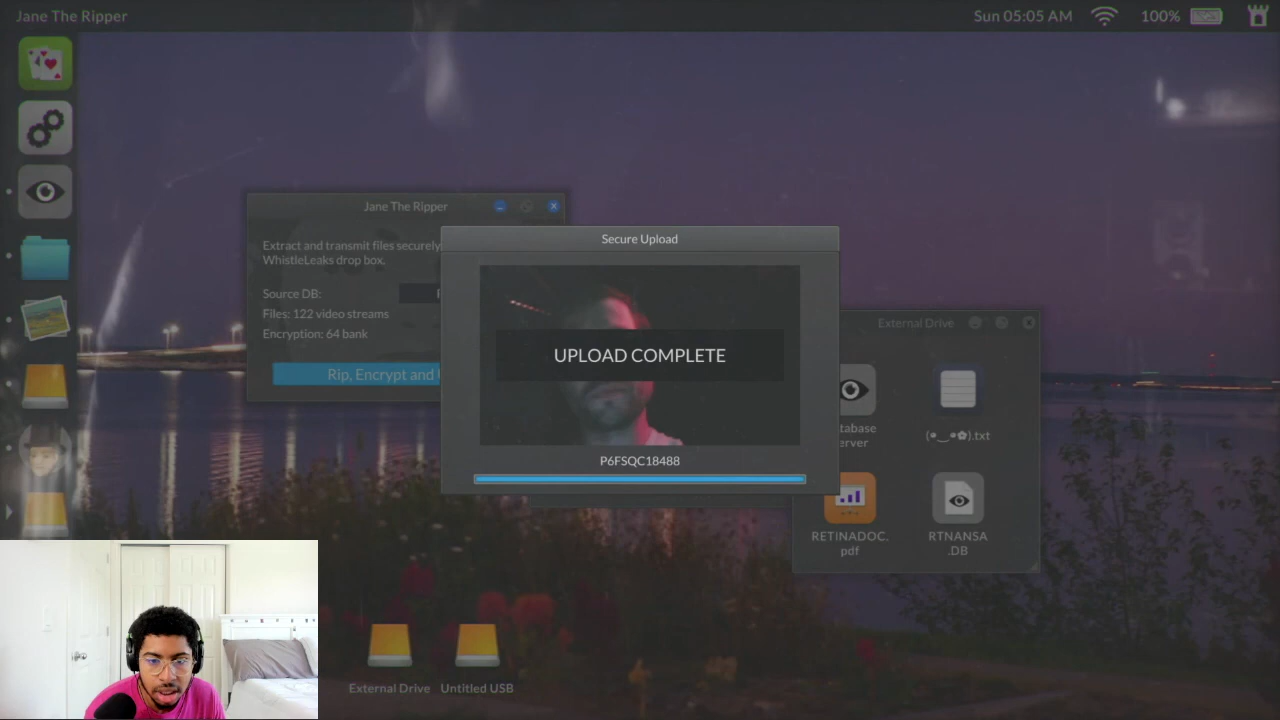 Jane The Ripper
Sun 05:05 AM
100%
Jane The Ripper
Extract and transmit files securely
WhistleLeaks drop box.
Source DB:
Files: 122 video streams
Encryption: 64 bank
Rip, Encrypt and
Secure Upload
UPLOAD COMPLETE
P6FSQC18488
External Drive
(●‿●✿).txt
RETINADOC.
pdf
RTNANSA
.DB
External Drive
Untitled USB